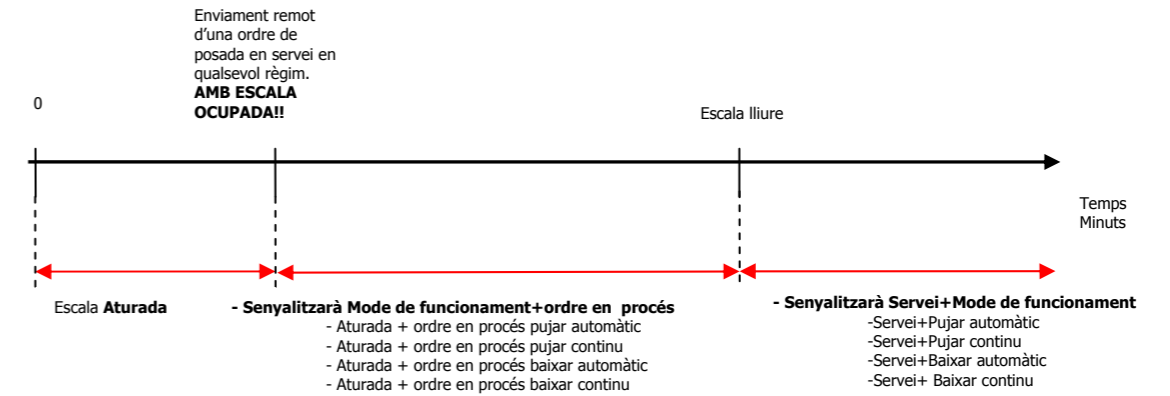 Enviament remot
d'una ordre de
posada en servei en
qualsevol règim.
AMB ESCALA
OCUPADA!!
0
Escala lliure
Temps
Minuts
Escala Aturada
- Senyalitzarà Mode de funcionament+ordre en procés
- Aturada + ordre en procés pujar automàtic
- Aturada + ordre en procés pujar continu
- Aturada + ordre en procés baixar automàtic
- Aturada + ordre en procés baixar continu
- Senyalitzarà Servei+Mode de funcionament
-Servei+Pujar automàtic
-Servei+Pujar continu
-Servei+Baixar automàtic
-Servei+ Baixar continu